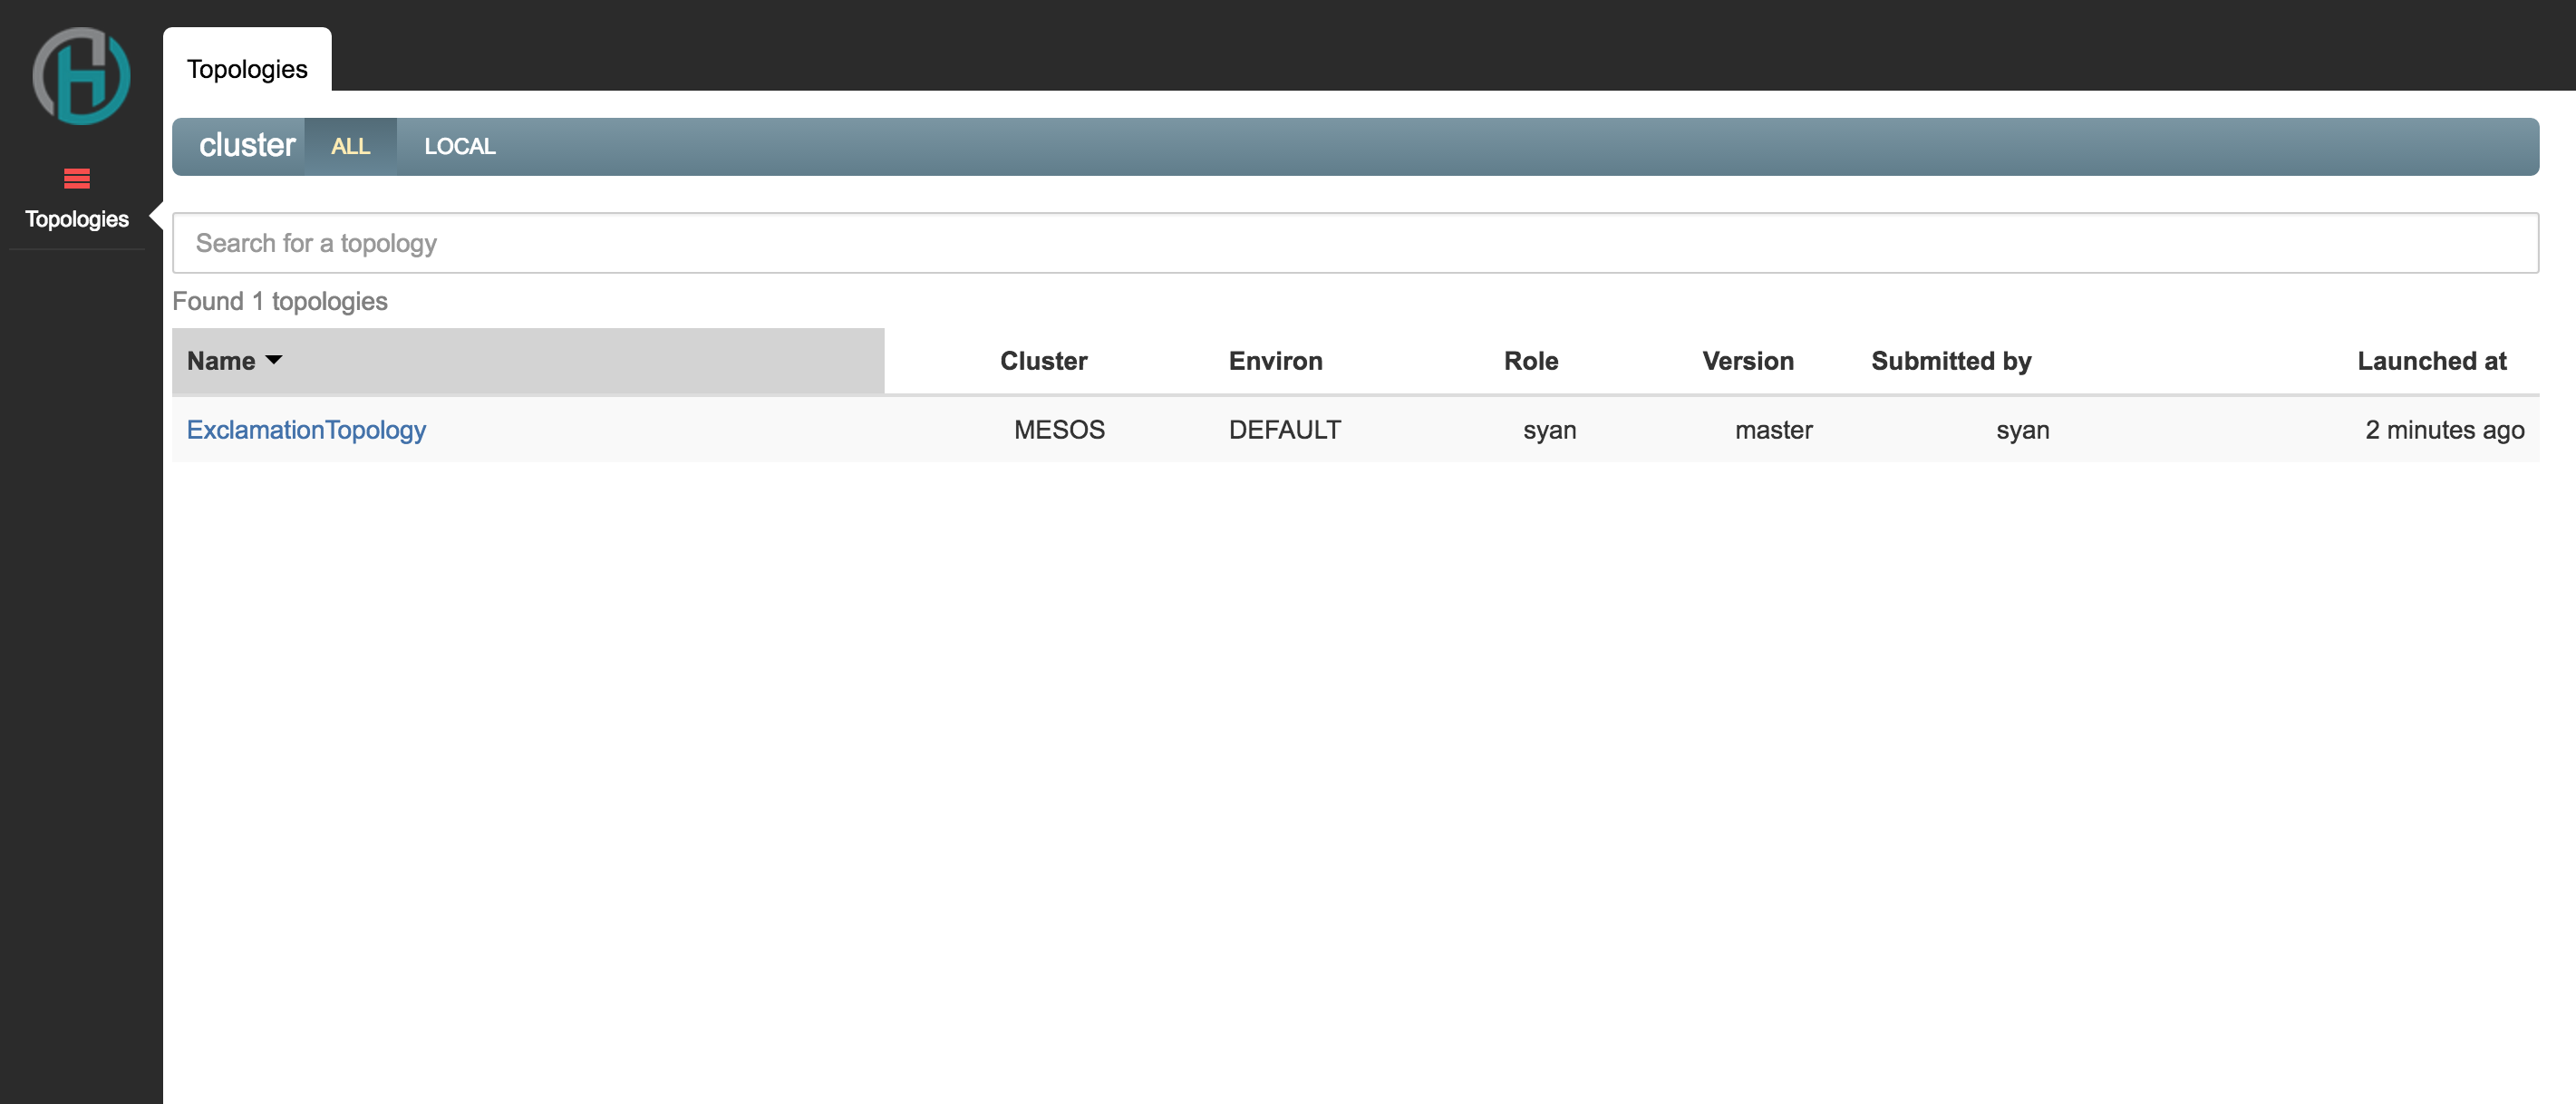 Topologies
Topologies
cluster ALL LOCAL
Search for a topology
Found 1 topologies
Name Cluster Environ Role Version Submitted by Launched at
ExclamationTopology MESOS DEFAULT syan master syan 2 minutes ago